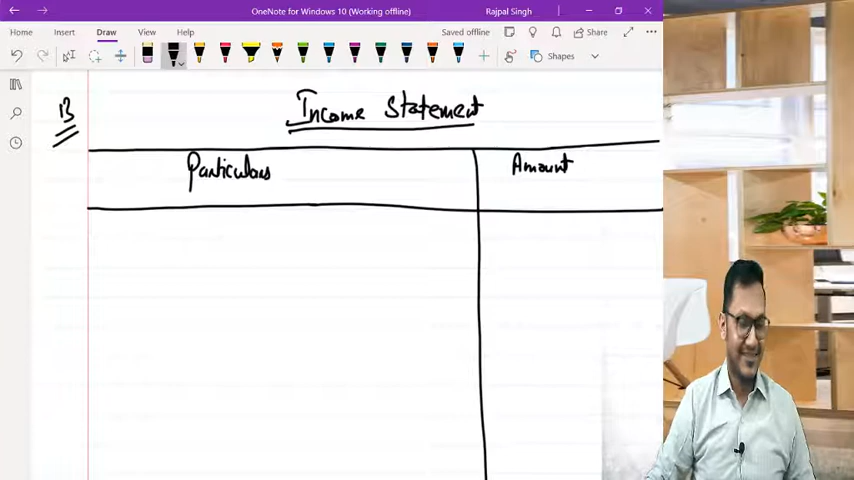 OneNote for Windows 10 (Working offline)
Rajpal Singh
Home Insert Draw View Help
Saved offline
Share
Shapes
B
Income Statement
Particulars
Amount